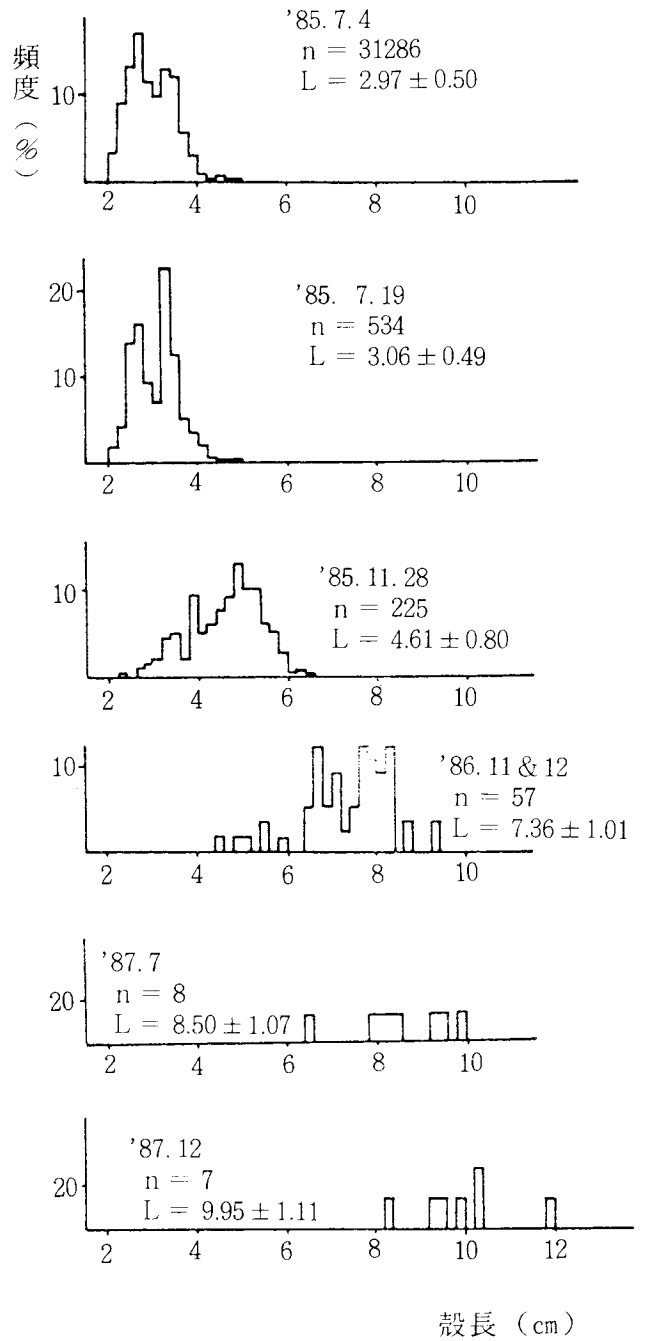 頻度（%）
'85.7.4
n = 31286
L = 2.97 ± 0.50
10
2 4 6 8 10
'85. 7.19
n = 534
L = 3.06 ± 0.49
20
10
2 4 6 8 10
'85.11.28
n = 225
L = 4.61 ± 0.80
10
2 4 6 8 10
'86.11 & 12
n = 57
L = 7.36 ± 1.01
10
2 4 6 8 10
'87.7
n = 8
L = 8.50 ± 1.07
20
2 4 6 8 10
'87.12
n = 7
L = 9.95 ± 1.11
20
2 4 6 8 10 12
殻長（cm）